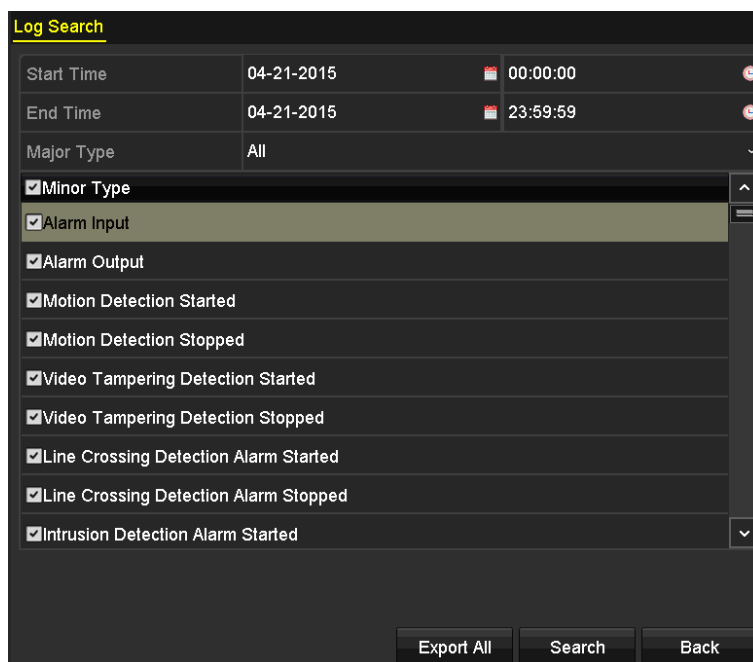 Log Search
Start Time 04-21-2015 00:00:00
End Time 04-21-2015 23:59:59
Major Type All
Minor Type
Alarm Input
Alarm Output
Motion Detection Started
Motion Detection Stopped
Video Tampering Detection Started
Video Tampering Detection Stopped
Line Crossing Detection Alarm Started
Line Crossing Detection Alarm Stopped
Intrusion Detection Alarm Started
Export All Search Back